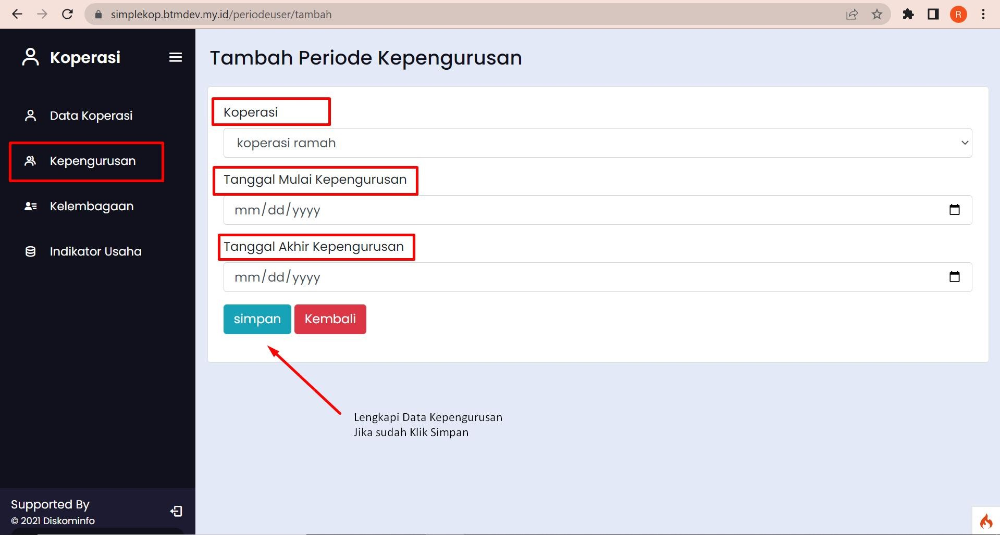 simplekop.btmdev.my.id/periodeuser/tambah
R
Koperasi
Data Koperasi
Kepengurusan
Kelembagaan
Indikator Usaha
Supported By
© 2021 Diskominfo
Tambah Periode Kepengurusan
Koperasi
koperasi ramah
Tanggal Mulai Kepengurusan
mm/dd/yyyy
Tanggal Akhir Kepengurusan
mm/dd/yyyy
simpan Kembali
Lengkapi Data Kepengurusan
Jika sudah Klik Simpan